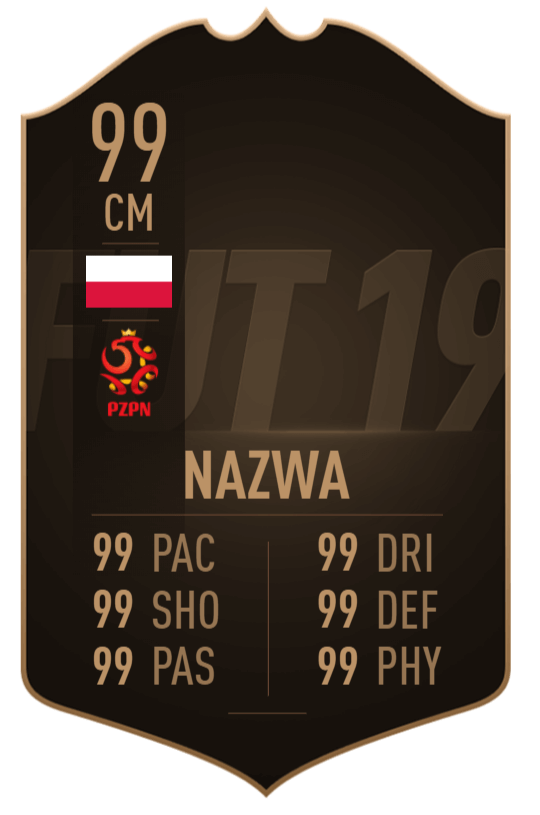 99
CM
FUT 19
PZPN
NAZWA
99 PAC 99 DRI
99 SHO 99 DEF
99 PAS 99 PHY